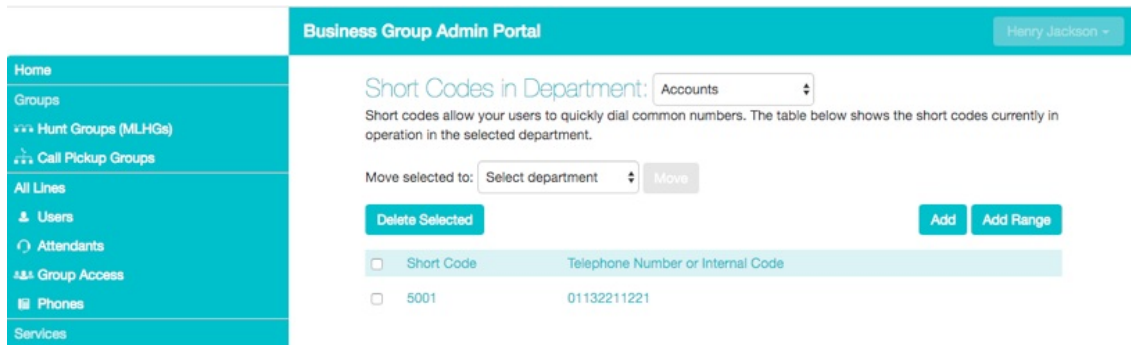 Business Group Admin Portal
Henry Jackson
Home
Groups
Hunt Groups (MLHGs)
Call Pickup Groups
All Lines
Users
Attendants
Group Access
Phones
Services
Short Codes in Department: Accounts
Short codes allow your users to quickly dial common numbers. The table below shows the short codes currently in
operation in the selected department.
Move selected to: Select department Move
Delete Selected Add Add Range
Short Code Telephone Number or Internal Code
5001 01132211221